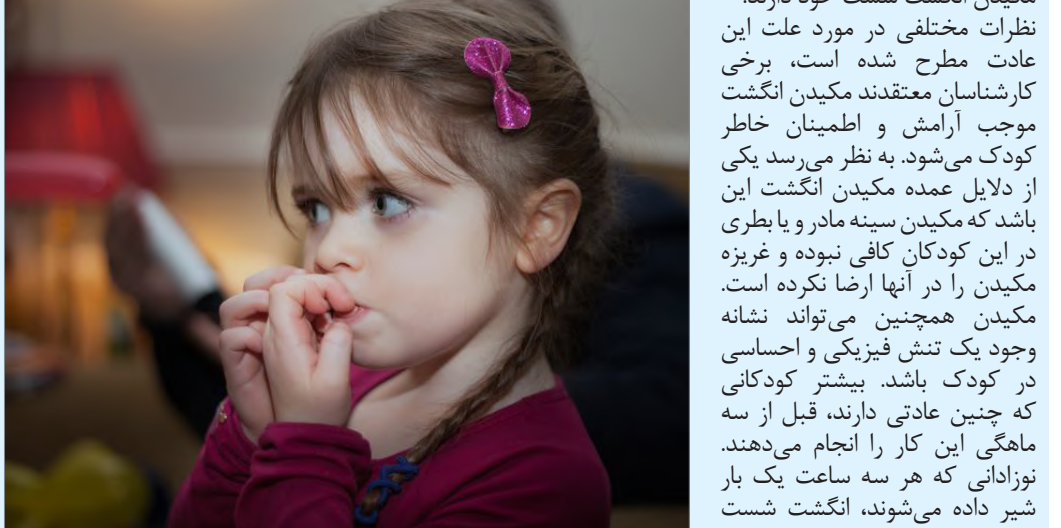 مکیدن انگشت شست خود دارند.
نظرات مختلفی در مورد علت این
عادت مطرح شده است، برخی
کارشناسان معتقدند مکیدن انگشت
موجب آرامش و اطمینان خاطر
کودک می‌شود. به نظر می‌رسد یکی
از دلایل عمده مکیدن انگشت این
باشد که مکیدن سینه مادر و یا بطری
در این کودکان کافی نبوده و غریزه
مکیدن را در آنها ارضا نکرده است.
مکیدن همچنین می‌تواند نشانه
وجود یک تنش فیزیکی و احساسی
در کودک باشد. بیشتر کودکانی
که چنین عادتی دارند، قبل از سه
ماهگی این کار را انجام می‌دهند.
نوزادانی که هر سه ساعت یک بار
شیر داده می‌شوند، انگشت شست